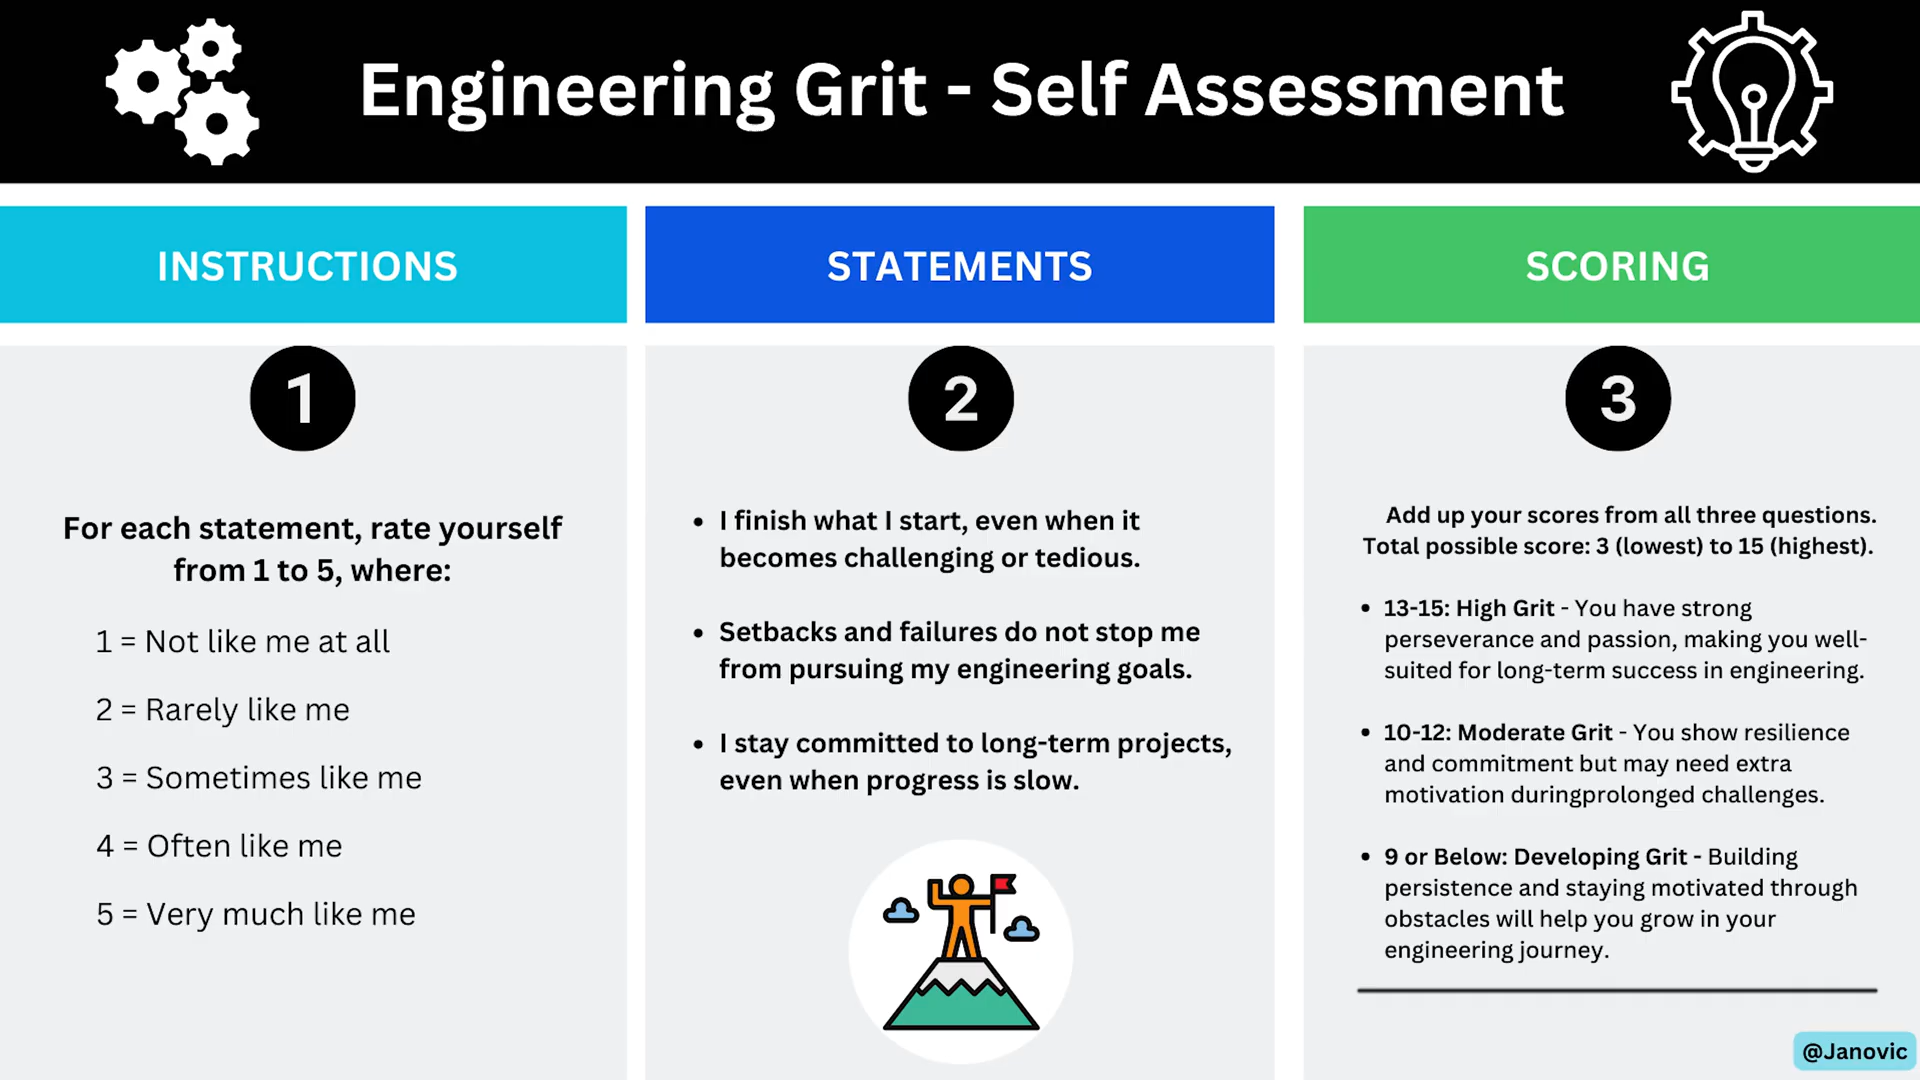 Engineering Grit - Self Assessment
INSTRUCTIONS
1
For each statement, rate yourself
from 1 to 5, where:
1 = Not like me at all
2 = Rarely like me
3 = Sometimes like me
4 = Often like me
5 = Very much like me
STATEMENTS
2
• I finish what I start, even when it
becomes challenging or tedious.
• Setbacks and failures do not stop me
from pursuing my engineering goals.
• I stay committed to long-term projects,
even when progress is slow.
SCORING
3
Add up your scores from all three questions.
Total possible score: 3 (lowest) to 15 (highest).
• 13-15: High Grit - You have strong
perseverance and passion, making you well-
suited for long-term success in engineering.
• 10-12: Moderate Grit - You show resilience
and commitment but may need extra
motivation duringprolonged challenges.
• 9 or Below: Developing Grit - Building
persistence and staying motivated through
obstacles will help you grow in your
engineering journey.
@Janovic